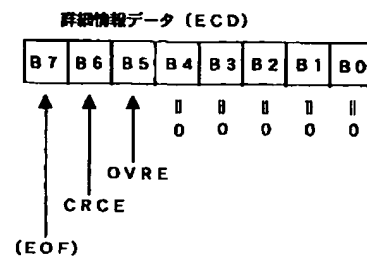 詳細情報データ（ECD）
B7 B6 B5 B4 B3 B2 B1 B0
= = = = =
0 0 0 0 0
OVRE
CRCE
(EOF)